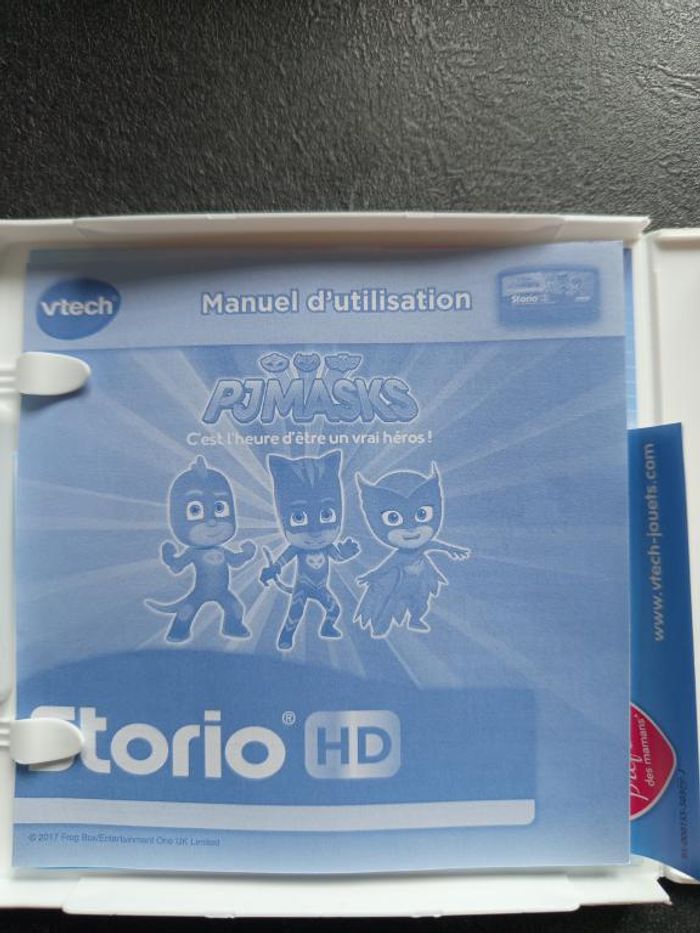 vtech®
Manuel d'utilisation
Storio
PJMASKS
C'est l'heure d'être un vrai héros !
Storio® HD
© 2017 Frog Box/Entertainment One UK Limited
www.vtech-jouets.com
des mamans*